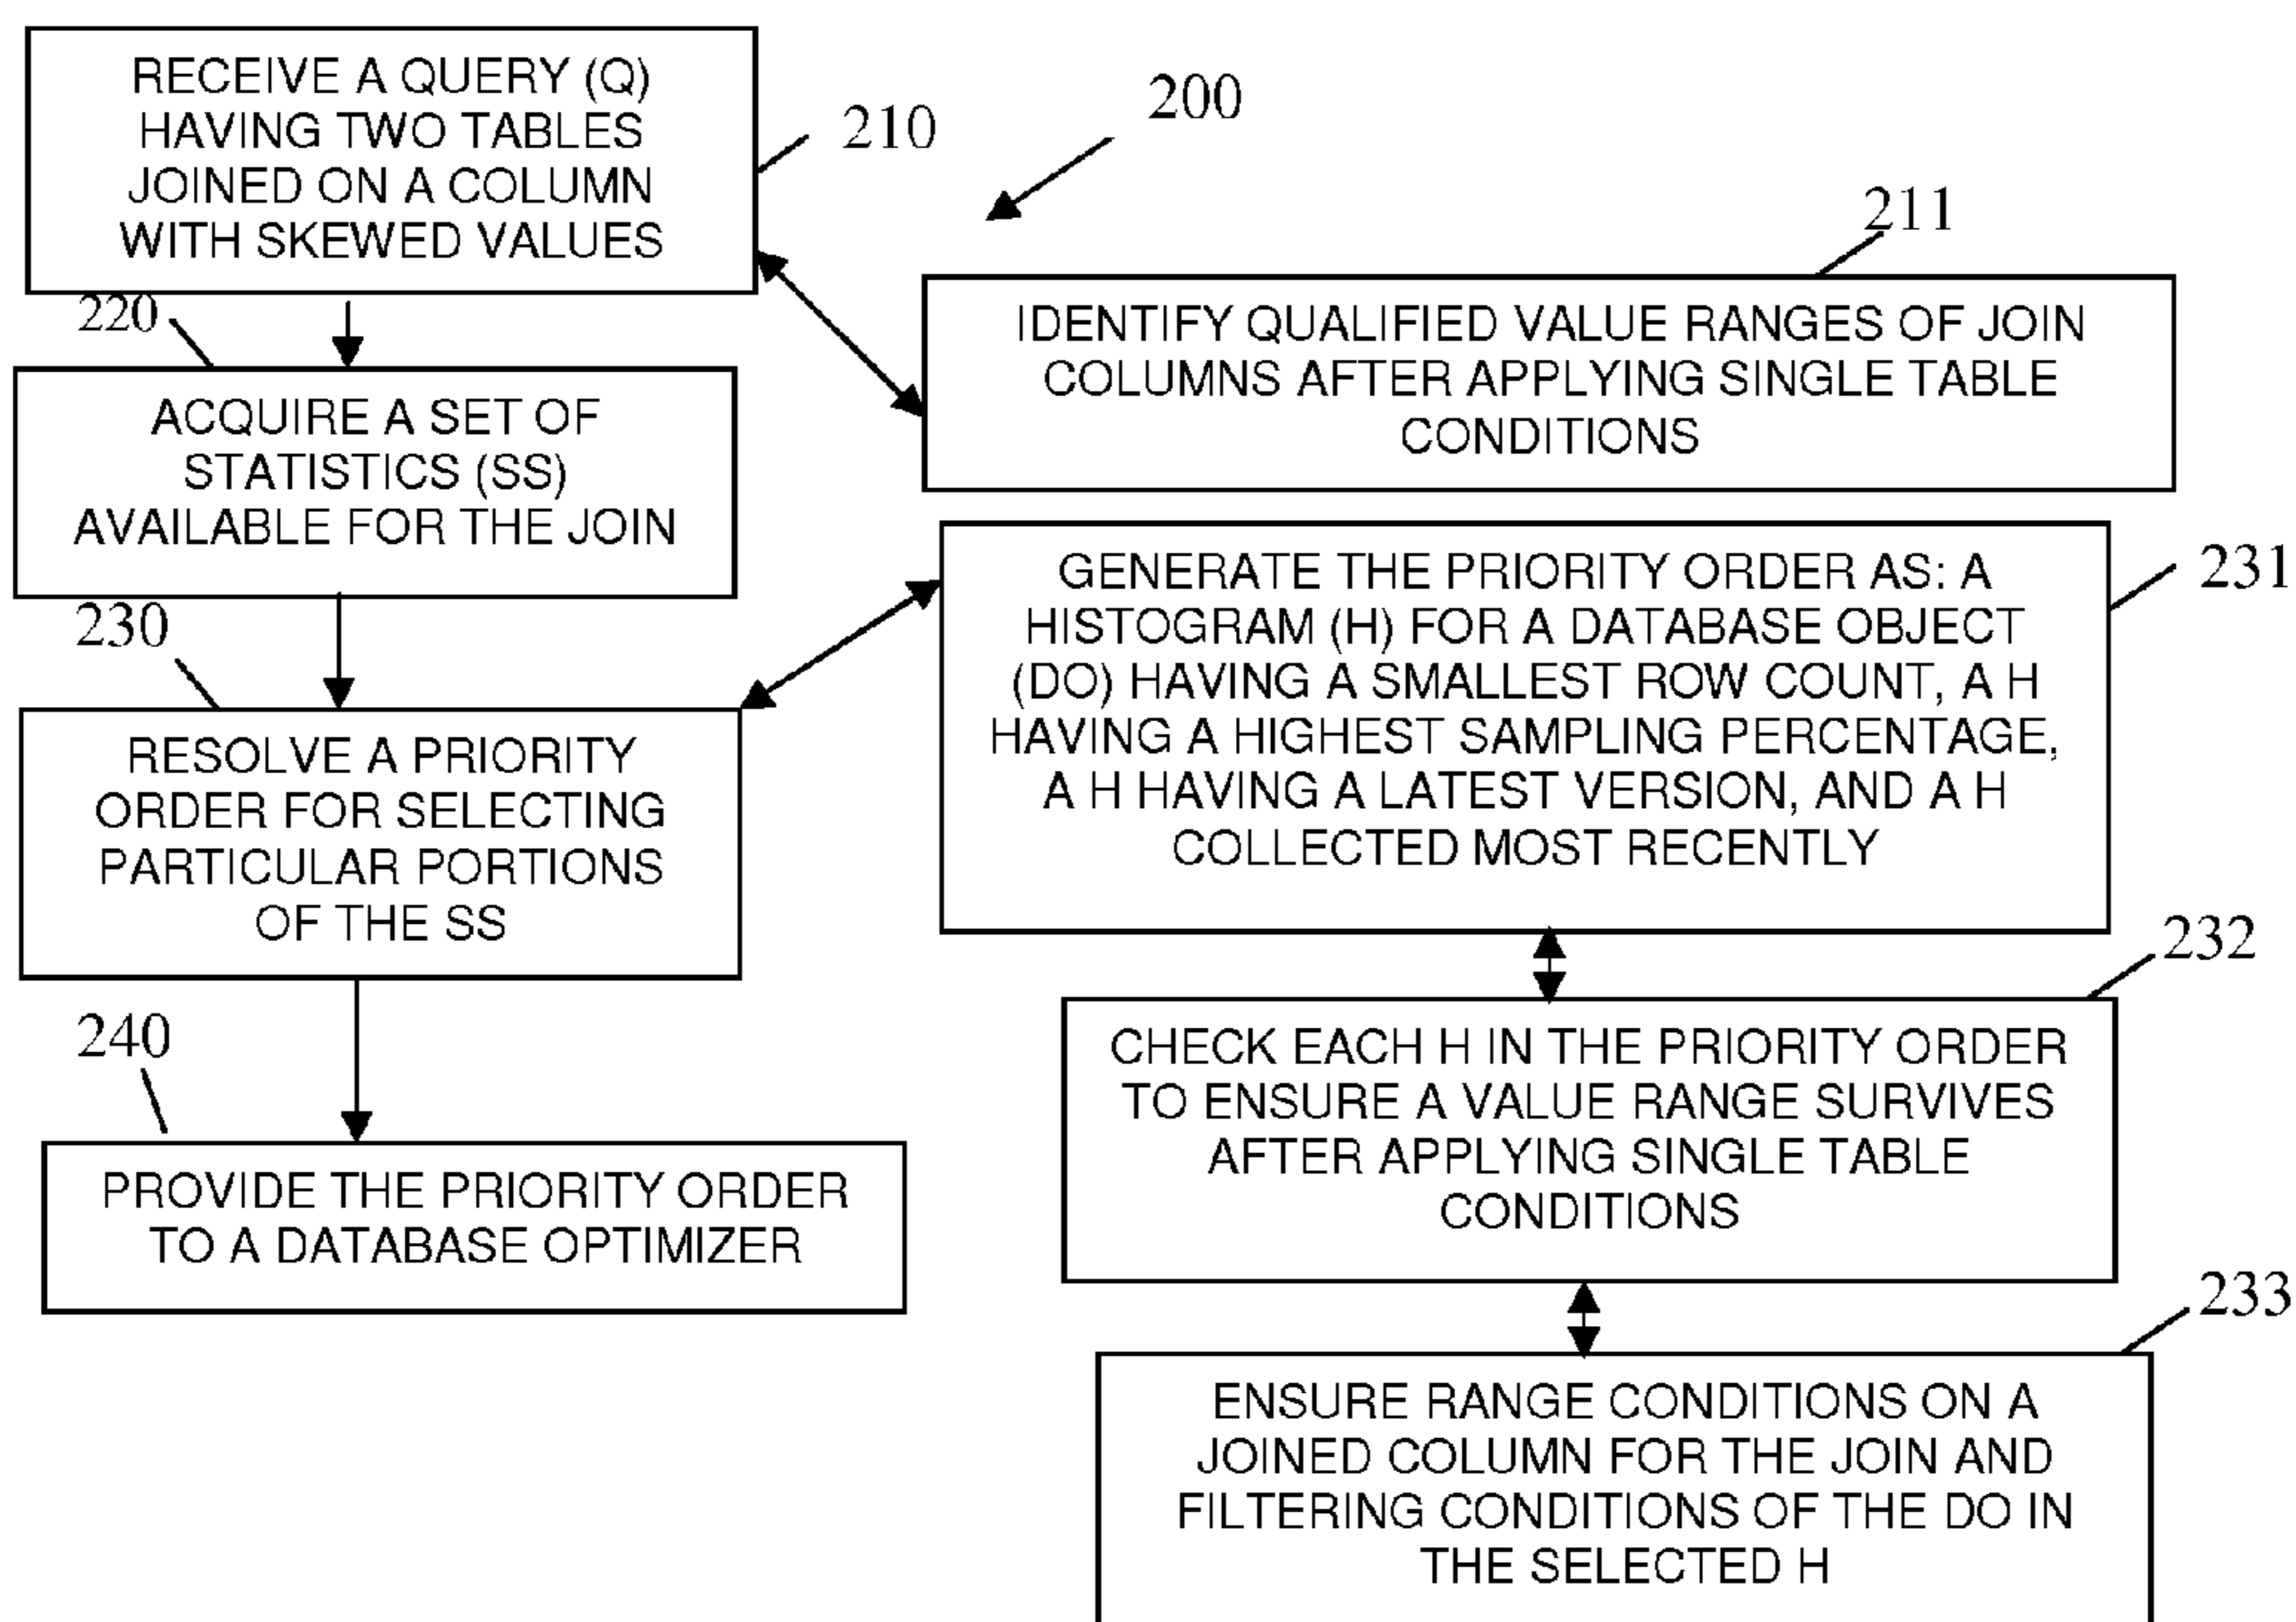 RECEIVE A QUERY (Q)
HAVING TWO TABLES
JOINED ON A COLUMN
WITH SKEWED VALUES
210
200
211
IDENTIFY QUALIFIED VALUE RANGES OF JOIN
COLUMNS AFTER APPLYING SINGLE TABLE
CONDITIONS
220
ACQUIRE A SET OF
STATISTICS (SS)
AVAILABLE FOR THE JOIN
230
RESOLVE A PRIORITY
ORDER FOR SELECTING
PARTICULAR PORTIONS
OF THE SS
231
GENERATE THE PRIORITY ORDER AS: A
HISTOGRAM (H) FOR A DATABASE OBJECT
(DO) HAVING A SMALLEST ROW COUNT, A H
HAVING A HIGHEST SAMPLING PERCENTAGE,
A H HAVING A LATEST VERSION, AND A H
COLLECTED MOST RECENTLY
232
CHECK EACH H IN THE PRIORITY ORDER
TO ENSURE A VALUE RANGE SURVIVES
AFTER APPLYING SINGLE TABLE
CONDITIONS
240
PROVIDE THE PRIORITY ORDER
TO A DATABASE OPTIMIZER
233
ENSURE RANGE CONDITIONS ON A
JOINED COLUMN FOR THE JOIN AND
FILTERING CONDITIONS OF THE DO IN
THE SELECTED H